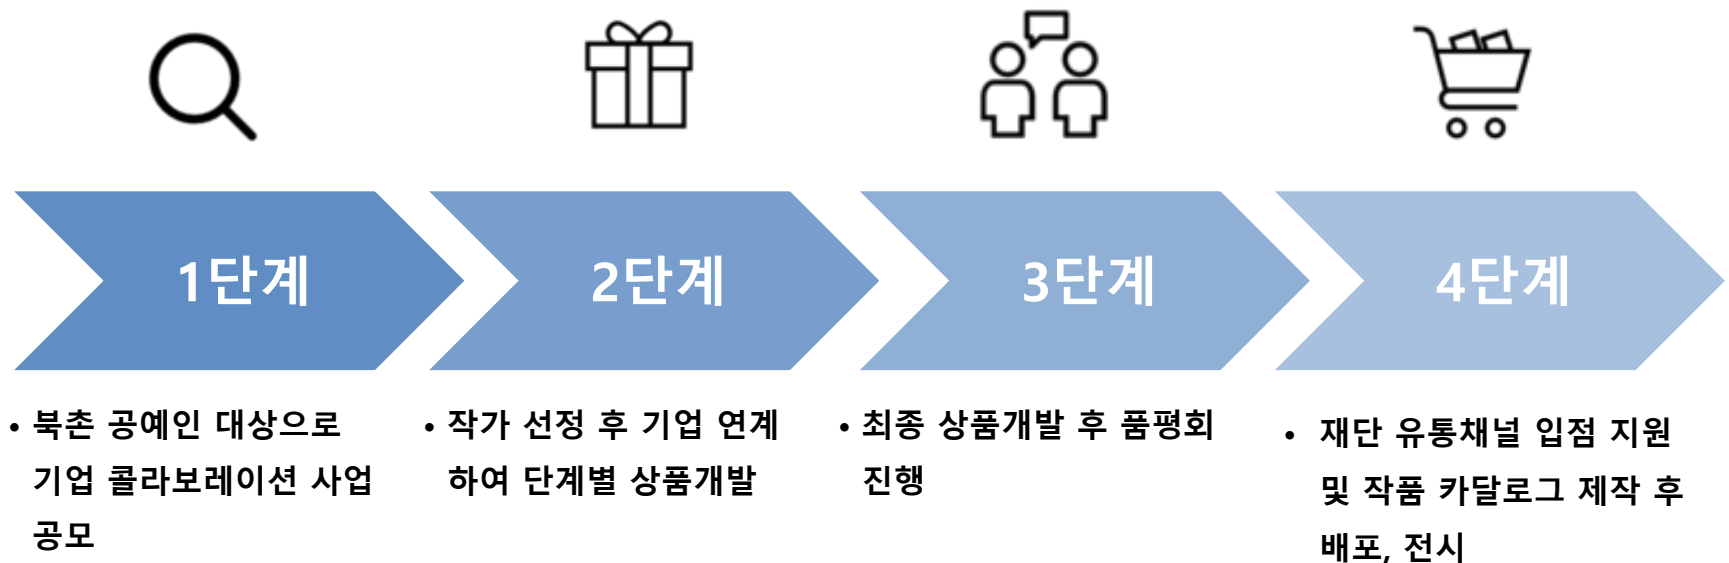 1단계
2단계
3단계
4단계
• 북촌 공예인 대상으로
기업 콜라보레이션 사업
공모
• 작가 선정 후 기업 연계
하여 단계별 상품개발
• 최종 상품개발 후 품평회
진행
• 재단 유통채널 입점 지원
및 작품 카달로그 제작 후
배포, 전시